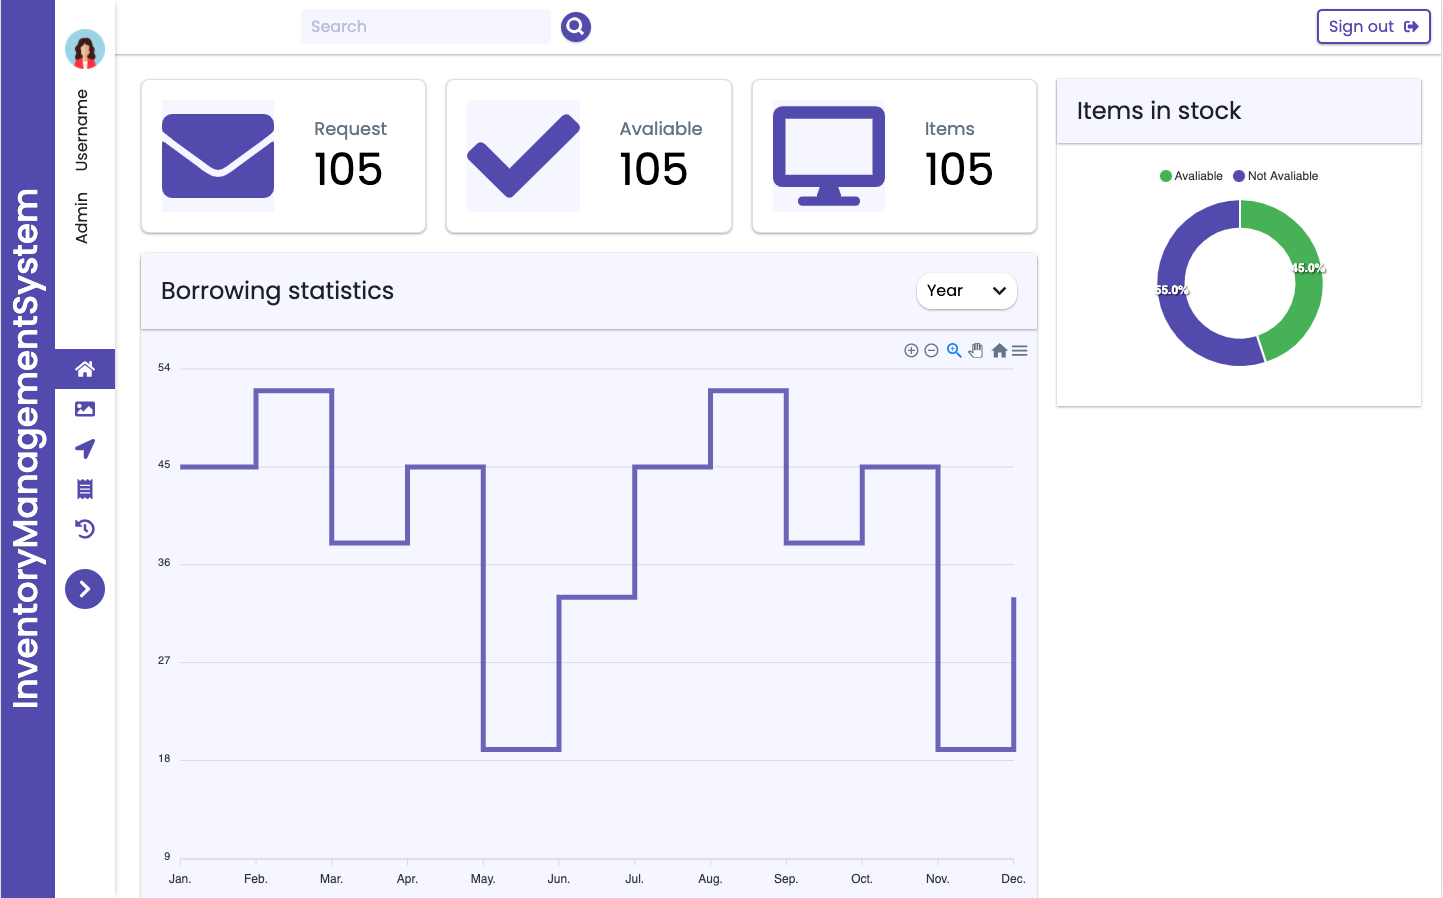 InventoryManagementSystem
Username
Admin
Search
Sign out
Request
105
Avaliable
105
Items
105
Items in stock
Avaliable
Not Avaliable
45.0%
55.0%
Borrowing statistics
Year
54
45
36
27
18
9
Jan.
Feb.
Mar.
Apr.
May.
Jun.
Jul.
Aug.
Sep.
Oct.
Nov.
Dec.